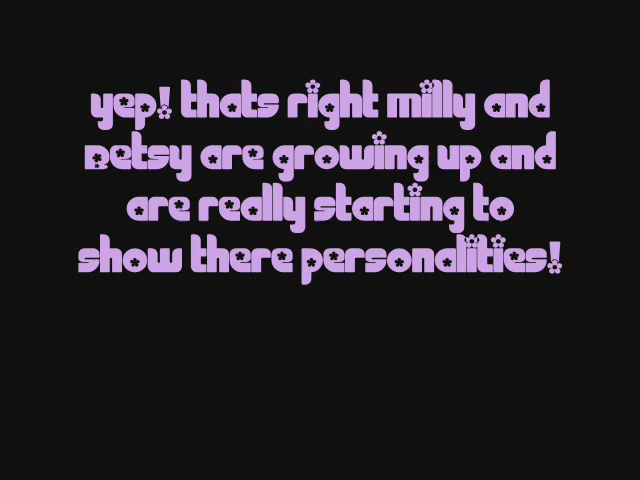 yep! thats right milly and
Betsy are growing up and
are really starting to
show there personalities!